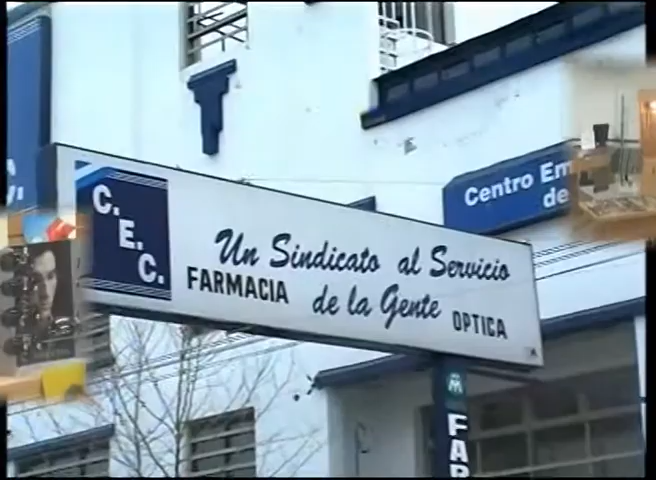 Centro Em
de
C.
E.
C.
Un Sindicato al Servicio
FARMACIA de la Gente OPTICA
FAR